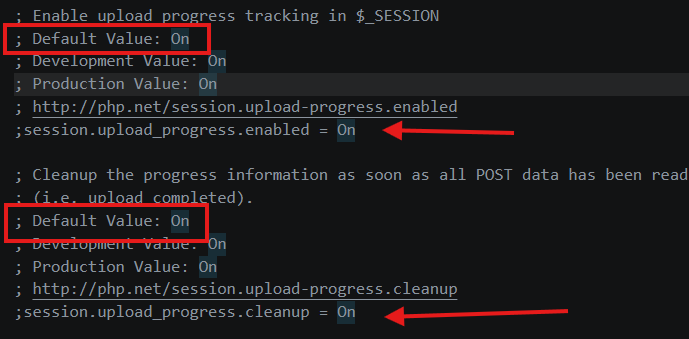 ; Enable upload progress tracking in $_SESSION
; Default Value: On
; Development Value: On
; Production Value: On
; http://php.net/session.upload-progress.enabled
;session.upload_progress.enabled = On
; Cleanup the progress information as soon as all POST data has been read
; (i.e. upload completed).
; Default Value: On
; Development Value: On
; Production Value: On
; http://php.net/session.upload-progress.cleanup
;session.upload_progress.cleanup = On